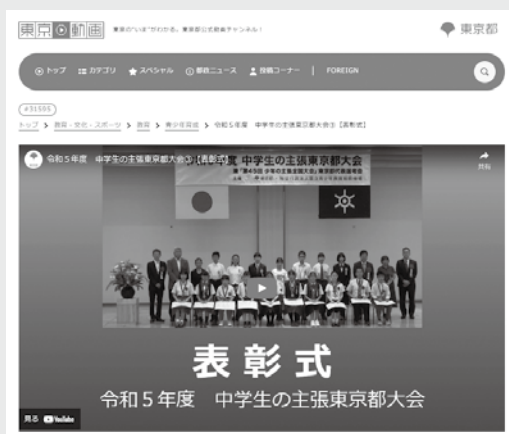 東京動画
東京の"いま"がわかる。東京都公式動画チャンネル！
東京都
トップ カテゴリ スペシャル 都政ニュース 投稿コーナー | FOREIGN
#31555
トップ > 教育・文化・スポーツ > 教育 > 青少年育成 > 令和5年度 中学生の主張東京都大会③【表彰式】
令和5年度 中学生の主張東京都大会③【表彰式】
共有
年度 中学生の主張東京都大会
表彰式
令和5年度 中学生の主張東京都大会
見る YouTube